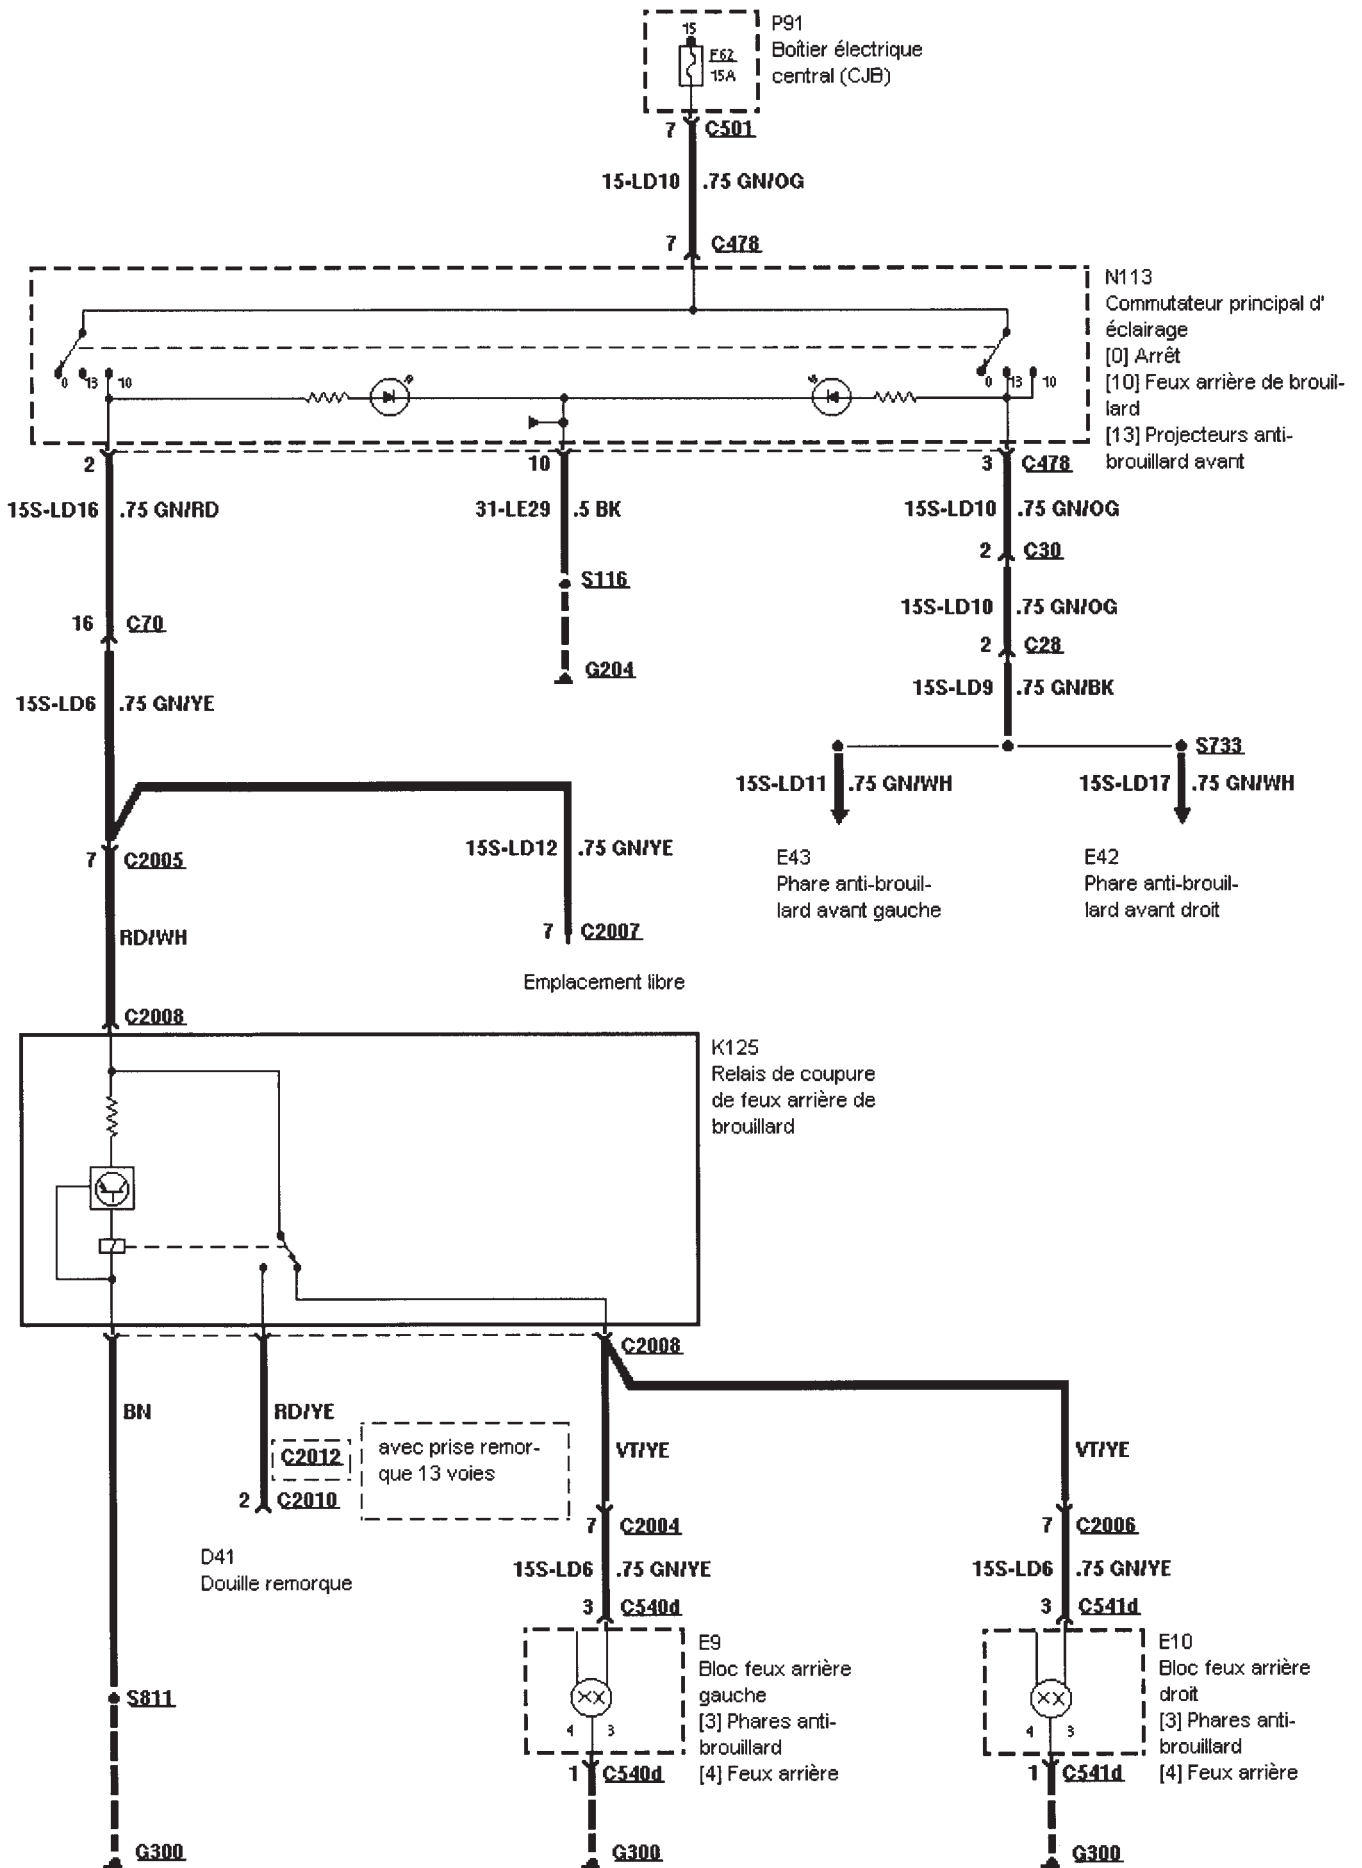 P91
Boîtier électrique
central (CJB)
15
F62
15A
7 C501
15-LD10 .75 GN/OG
7 C478
N113
Commutateur principal d'
éclairage
[0] Arrêt
[10] Feux arrière de brouil-
lard
[13] Projecteurs anti-
brouillard avant
0 13 10
0 13 10
2
10
3 C478
15S-LD16 .75 GN/RD
31-LE29 .5 BK
15S-LD10 .75 GN/OG
2 C30
S116
15S-LD10 .75 GN/OG
16 C70
2 C28
G204
15S-LD9 .75 GN/BK
15S-LD6 .75 GN/YE
S733
15S-LD11 .75 GN/WH
15S-LD17 .75 GN/WH
7 C2005
15S-LD12 .75 GN/YE
E43
Phare anti-brouil-
lard avant gauche
E42
Phare anti-brouil-
lard avant droit
RD/WH
7 C2007
Emplacement libre
C2008
K125
Relais de coupure
de feux arrière de
brouillard
C2008
BN
RD/YE
C2012
avec prise remor-
que 13 voies
VT/YE
VT/YE
2 C2010
7 C2004
7 C2006
D41
Douille remorque
15S-LD6 .75 GN/YE
15S-LD6 .75 GN/YE
3 C540d
3 C541d
E9
Bloc feux arrière
gauche
[3] Phares anti-
brouillard
[4] Feux arrière
E10
Bloc feux arrière
droit
[3] Phares anti-
brouillard
[4] Feux arrière
4 3
4 3
S811
1 C540d
1 C541d
G300
G300
G300